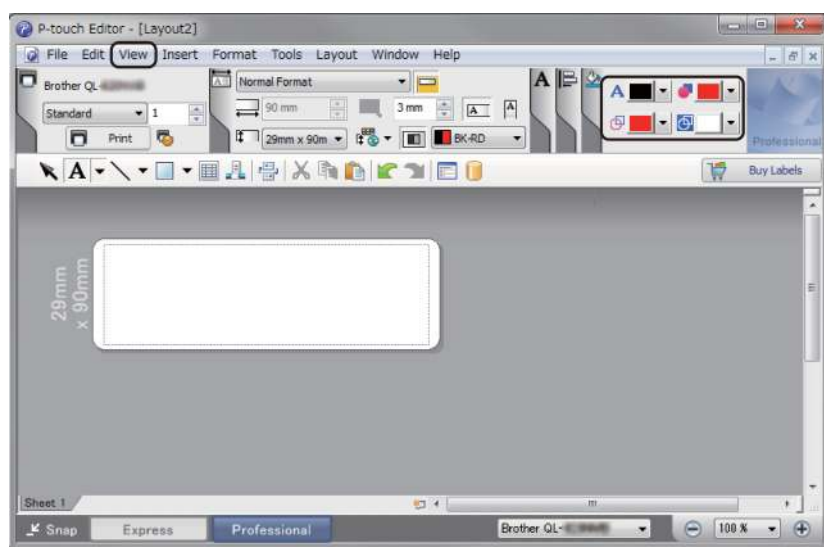 P-touch Editor - [Layout2]
File Edit View Insert Format Tools Layout Window Help
Brother QL-
Standard 1
Print
Normal Format
90 mm 3 mm A A
29mm x 90m BK-RD
A
A
Professional
A
Buy Labels
29mm
x 90mm
Sheet 1
Snap Express Professional Brother QL- 100 %